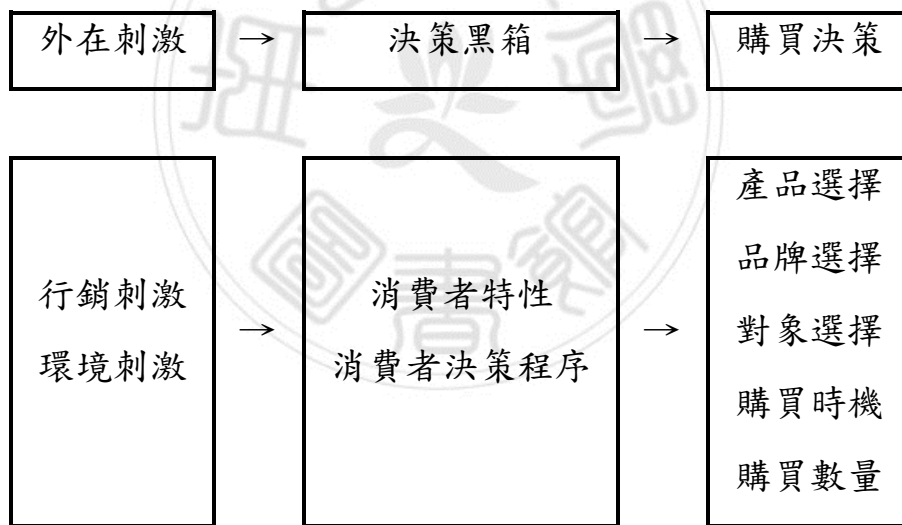 外在刺激 → 決策黑箱 → 購買決策
產品選擇
品牌選擇
行銷刺激 消費者特性
→ → 對象選擇
環境刺激 消費者決策程序
購買時機
購買數量